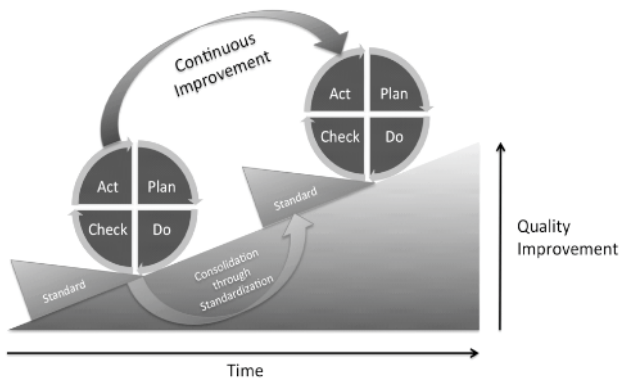 Continuous
Improvement
Act
Plan
Check
Do
Act
Plan
Check
Do
Standard
Standard
Consolidation
through
Standardization
Quality
Improvement
Time